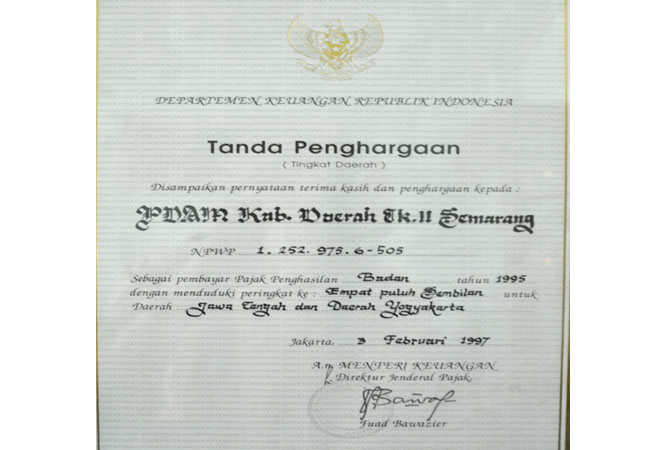 DEPARTEMEN KEUANGAN REPUBLIK INDONESIA
Tanda Penghargaan
( Tingkat Daerah )
Disampaikan pernyataan terima kasih dan penghargaan kepada :
PDAM Kab. Daerah Tk.II Semarang
NPWP 1. 252. 975. 6-505
Sebagai pembayar Pajak Penghasilan Badan tahun 1995
dengan menduduki peringkat ke : Empat puluh Sembilan untuk
Daerah Jawa Tangah dan Daerah Yogyakarta
Jakarta, 3 Februari 1997
A.n. MENTERI KEUANGAN
Direktur Jenderal Pajak
Fuad Bawazier